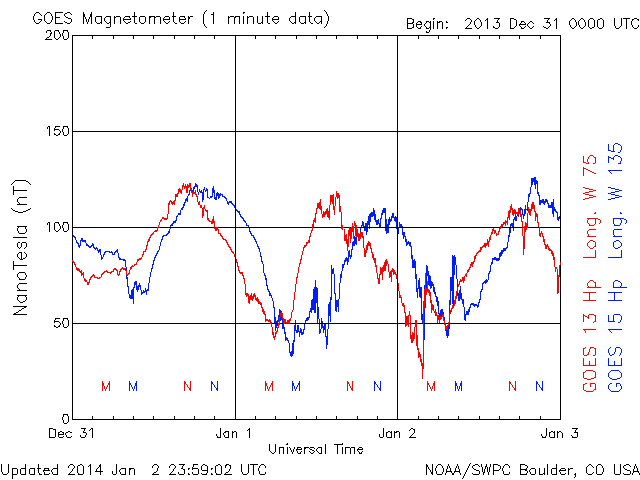 GOES Magnetometer (1 minute data) Begin: 2013 Dec 31 0000 UTC
200
150
100
50
0
NanoTesla (nT)
GOES 13 Hp Long. W 75
GOES 15 Hp Long. W 135
M M N N M M N N M M N N
Dec 31 Jan 1 Jan 2 Jan 3
Universal Time
Updated 2014 Jan 2 23:59:02 UTC NOAA/SWPC Boulder, CO USA